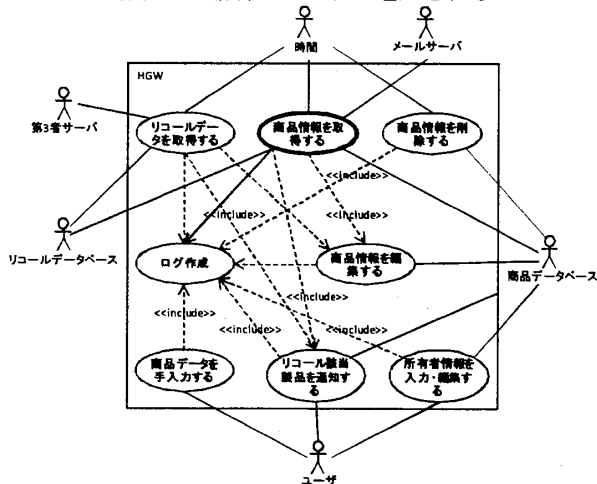 時間
メールサーバ
HGW
第3者サーバ
リコールデー
タを取得する
商品情報を取
得する
商品情報を削
除する
<<include>>
<<include>>
リコールデータベース
ログ作成
商品情報を編
集する
商品データベース
<<include>>
<<include>>
<<include>>
商品データを
手入力する
リコール該当
製品を通知す
る
所有者情報を
入力・編集す
る
ユーザ